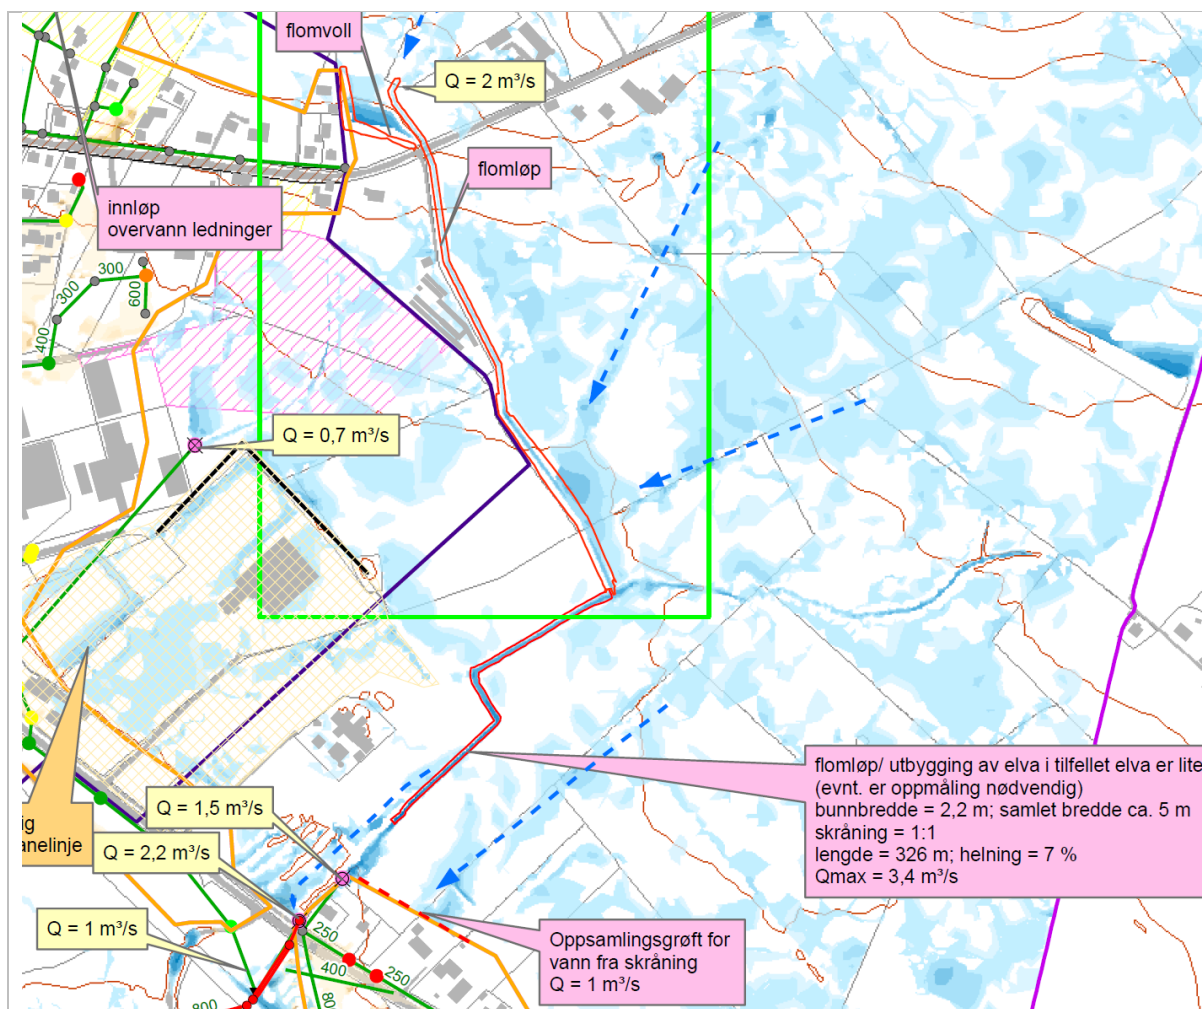 flomvoll
Q = 2 m³/s
flomløp
innløp
overvann ledninger
300
300
600
400
Q = 0,7 m³/s
flomløp/ utbygging av elva i tilfellet elva er lite
(evnt. er oppmåling nødvendig)
bunnbredde = 2,2 m; samlet bredde ca. 5 m
skråning = 1:1
lengde = 326 m; helning = 7 %
Qmax = 3,4 m³/s
Q = 1,5 m³/s
ig
anelinje
Q = 2,2 m³/s
Q = 1 m³/s
250
400
250
Oppsamlingsgrøft for
vann fra skråning
Q = 1 m³/s
800